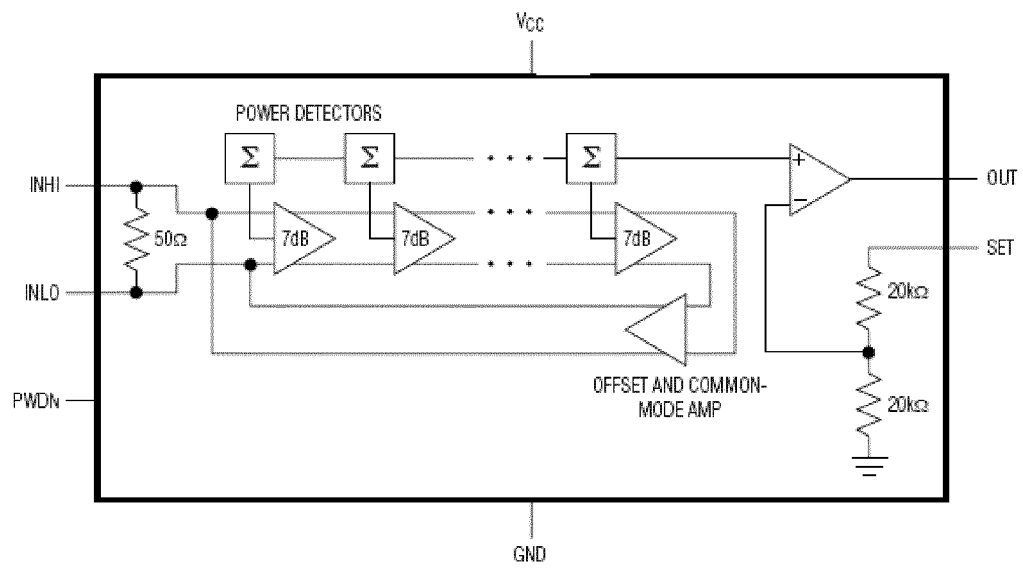 VCC
POWER DETECTORS
Σ Σ • • • Σ
+
INHI
OUT
−
50Ω
7dB 7dB • • • 7dB
SET
INLO
20kΩ
OFFSET AND COMMON-
MODE AMP
PWDN
20kΩ
GND